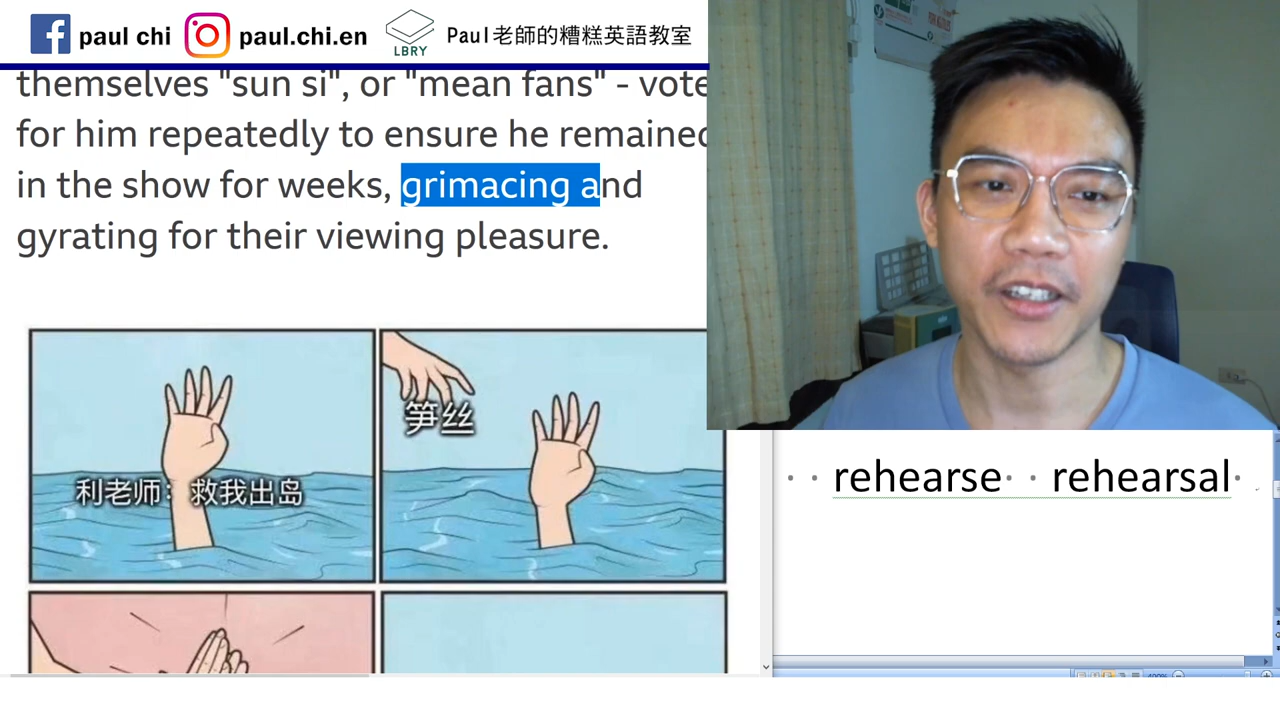 paul chi paul.chi.en LBRY Paul老師的糟糕英語教室
themselves "sun si", or "mean fans" - vote
for him repeatedly to ensure he remained
in the show for weeks, grimacing and
gyrating for their viewing pleasure.
利老师：救我出岛
笋丝
rehearse rehearsal